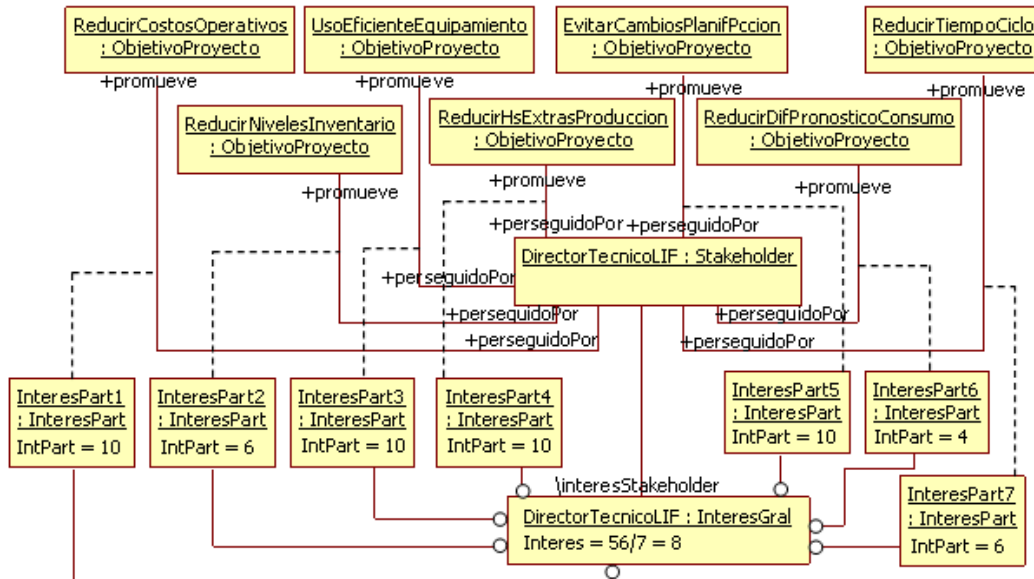 ReducirCostosOperativos
: ObjetivoProyecto
UsoEficienteEquipamiento
: ObjetivoProyecto
EvitarCambiosPlanifPccion
: ObjetivoProyecto
ReducirTiempoCiclo
: ObjetivoProyecto
+promueve
+promueve
+promueve
+promueve
ReducirNivelesInventario
: ObjetivoProyecto
ReducirHsExtrasProduccion
: ObjetivoProyecto
ReducirDifPronosticoConsumo
: ObjetivoProyecto
+promueve
+promueve
+promueve
+perseguidoPor
+perseguidoPor
DirectorTecnicoLIF : Stakeholder
+perseguidoPor
+perseguidoPor
+perseguidoPor
+perseguidoPor
+perseguidoPor
InteresPart1
: InteresPart
IntPart = 10
InteresPart2
: InteresPart
IntPart = 6
InteresPart3
: InteresPart
IntPart = 10
InteresPart4
: InteresPart
IntPart = 10
InteresPart5
: InteresPart
IntPart = 10
InteresPart6
: InteresPart
IntPart = 4
\interesStakeholder
DirectorTecnicoLIF : InteresGral
Interes = 56/7 = 8
InteresPart7
: InteresPart
IntPart = 6